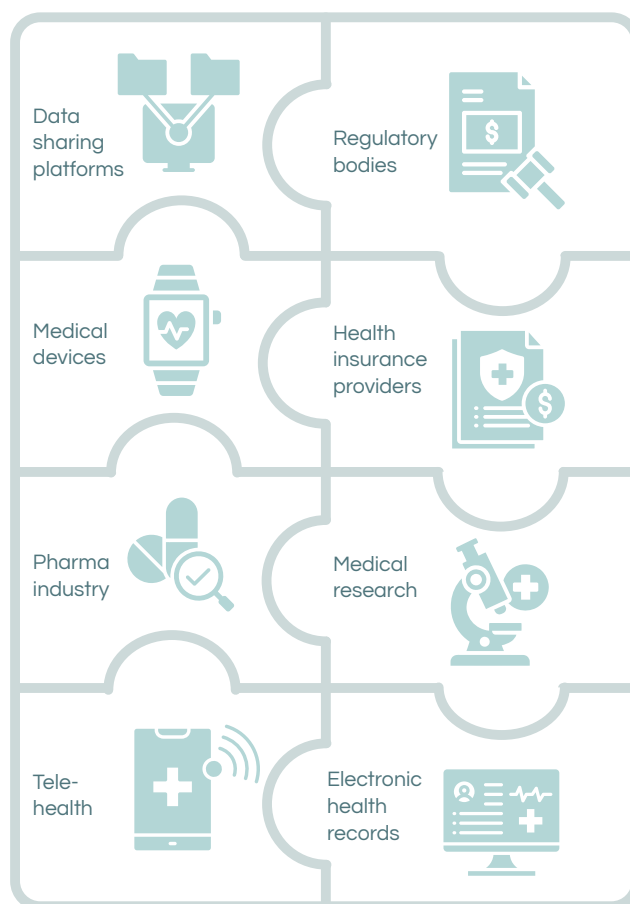 Data
sharing
platforms
Regulatory
bodies
$
Medical
devices
Health
insurance
providers
$
Pharma
industry
Medical
research
Tele-
health
Electronic
health
records